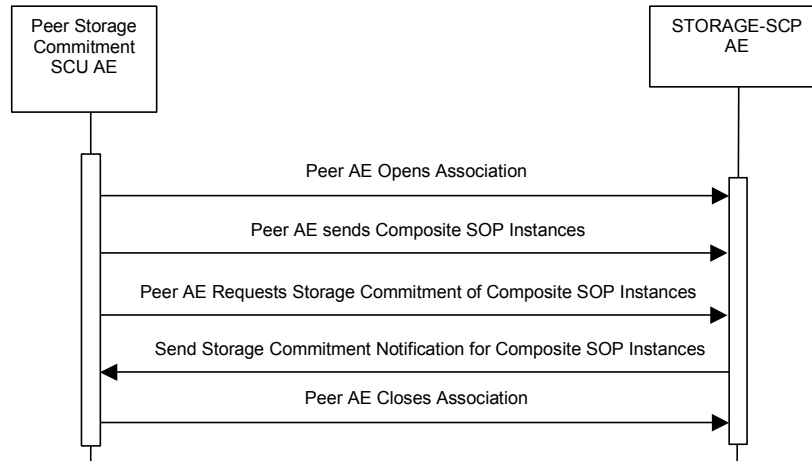 Peer Storage
Commitment
SCU AE
STORAGE-SCP
AE
Peer AE Opens Association
Peer AE sends Composite SOP Instances
Peer AE Requests Storage Commitment of Composite SOP Instances
Send Storage Commitment Notification for Composite SOP Instances
Peer AE Closes Association